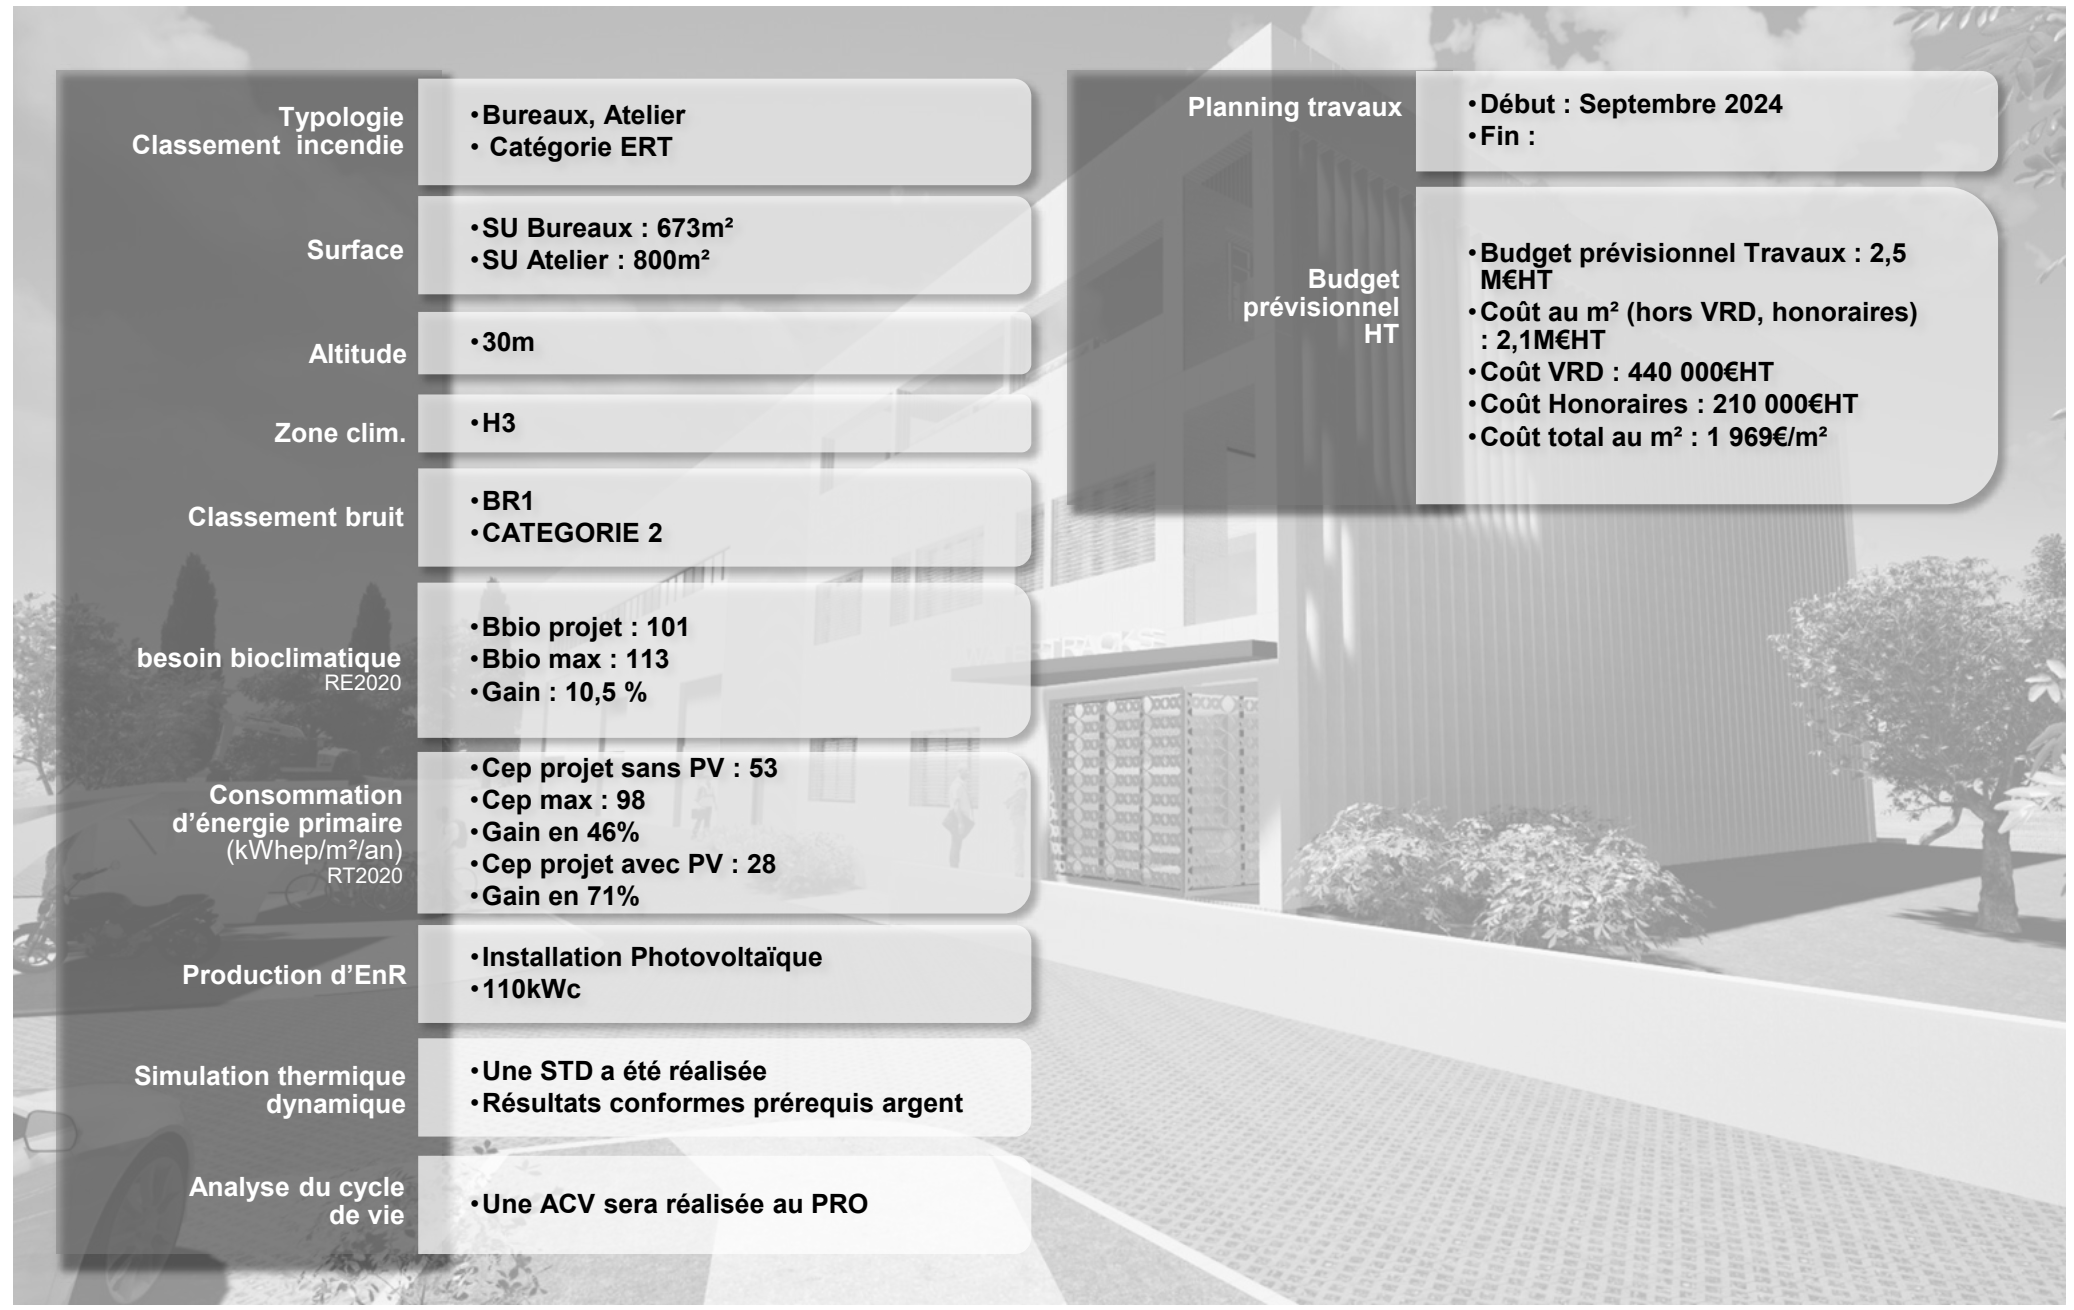 Typologie
Classement incendie
•Bureaux, Atelier
• Catégorie ERT
Surface
•SU Bureaux : 673m²
•SU Atelier : 800m²
Altitude
•30m
Zone clim.
•H3
Classement bruit
•BR1
•CATEGORIE 2
besoin bioclimatique
RE2020
•Bbio projet : 101
•Bbio max : 113
•Gain : 10,5 %
Consommation
d’énergie primaire
(kWhep/m²/an)
RT2020
•Cep projet sans PV : 53
•Cep max : 98
•Gain en 46%
•Cep projet avec PV : 28
•Gain en 71%
Production d’EnR
•Installation Photovoltaïque
•110kWc
Simulation thermique
dynamique
•Une STD a été réalisée
•Résultats conformes prérequis argent
Analyse du cycle
de vie
•Une ACV sera réalisée au PRO
Planning travaux
•Début : Septembre 2024
•Fin :
Budget
prévisionnel
HT
•Budget prévisionnel Travaux : 2,5
M€HT
•Coût au m² (hors VRD, honoraires)
: 2,1M€HT
•Coût VRD : 440 000€HT
•Coût Honoraires : 210 000€HT
•Coût total au m² : 1 969€/m²